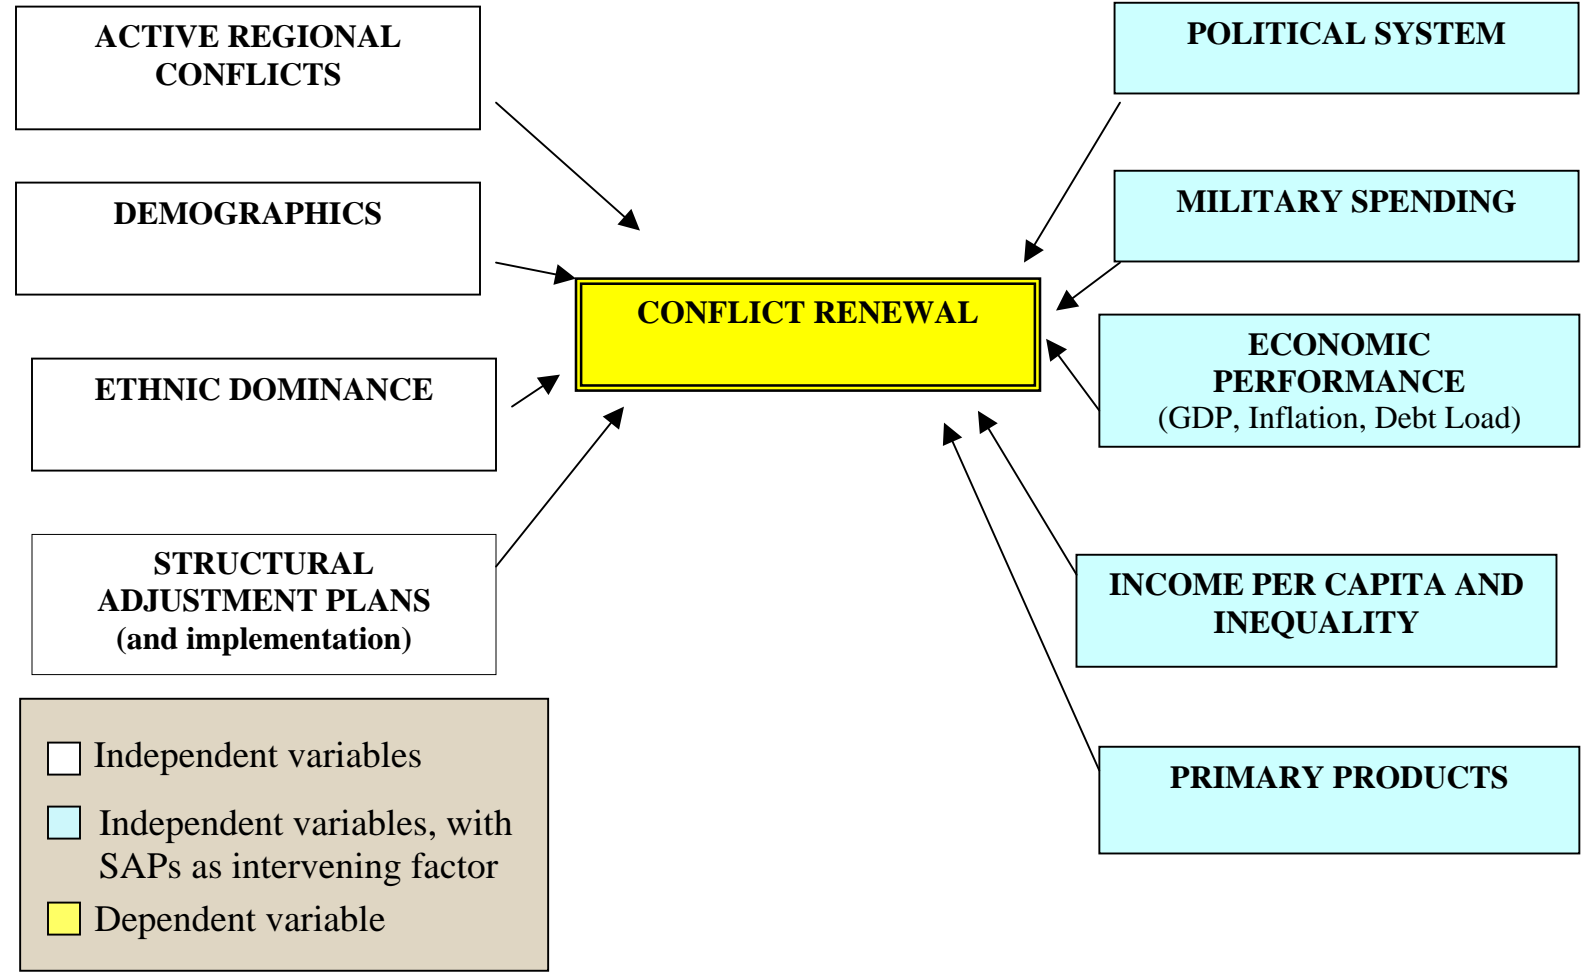 ACTIVE REGIONAL
CONFLICTS
DEMOGRAPHICS
ETHNIC DOMINANCE
STRUCTURAL
ADJUSTMENT PLANS
(and implementation)
CONFLICT RENEWAL
POLITICAL SYSTEM
MILITARY SPENDING
ECONOMIC
PERFORMANCE
(GDP, Inflation, Debt Load)
INCOME PER CAPITA AND
INEQUALITY
PRIMARY PRODUCTS
Independent variables
Independent variables, with
SAPs as intervening factor
Dependent variable